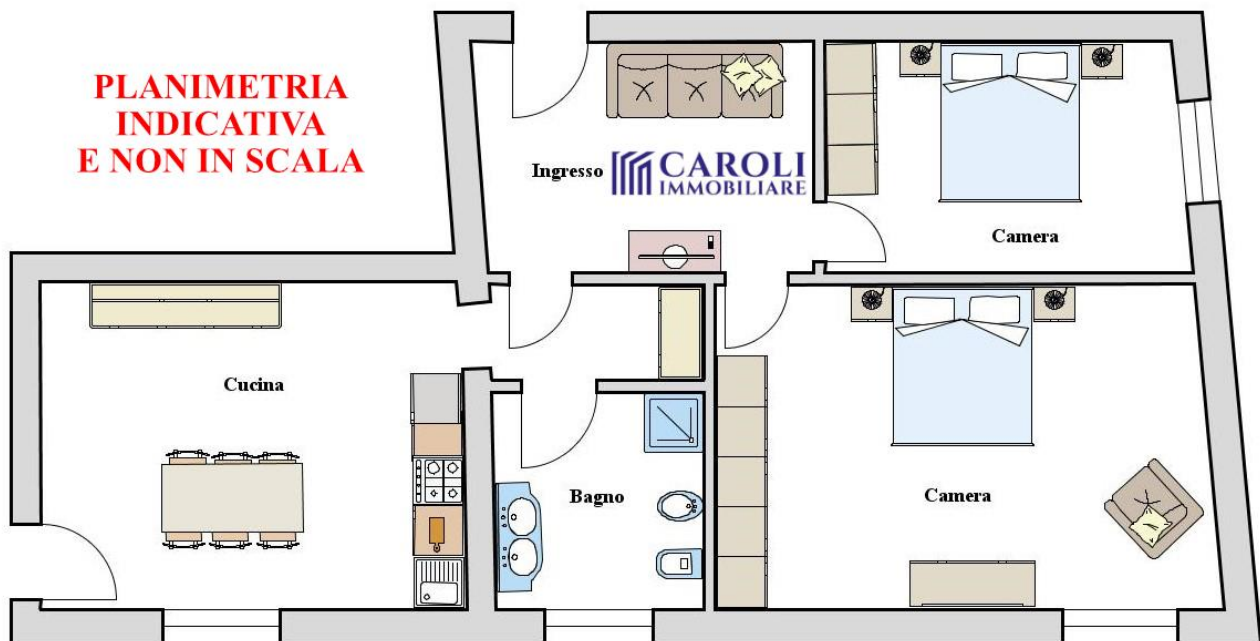 PLANIMETRIA
INDICATIVA
E NON IN SCALA
Ingresso
CAROLI
IMMOBILIARE
Camera
Cucina
Bagno
Camera